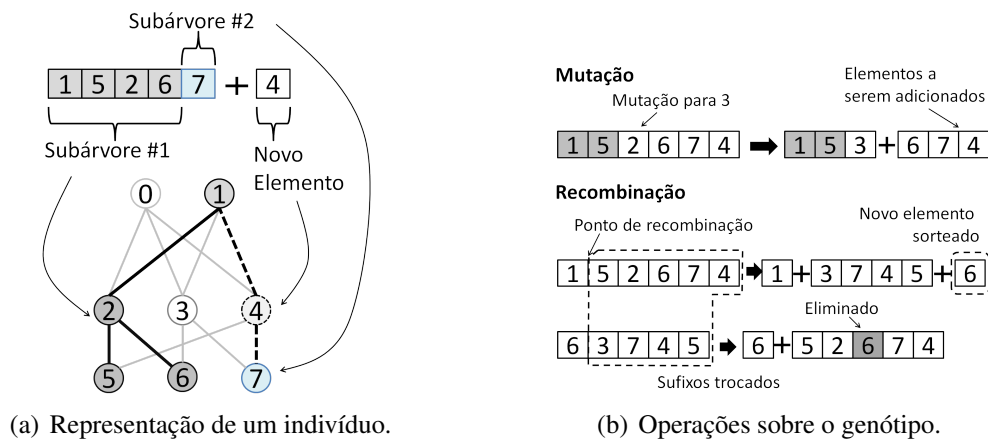 Subárvore #2
1 5 2 6 7 + 4
Subárvore #1
Novo
Elemento
0 1
2 3 4
5 6 7
(a) Representação de um indivíduo.
Mutação
Mutação para 3
Elementos a
serem adicionados
1 5 2 6 7 4 1 5 3 + 6 7 4
Recombinação
Ponto de recombinação
Novo elemento
sorteado
1 5 2 6 7 4 1 + 3 7 4 5 + 6
Eliminado
6 3 7 4 5 6 + 5 2 6 7 4
Sufixos trocados
(b) Operações sobre o genótipo.